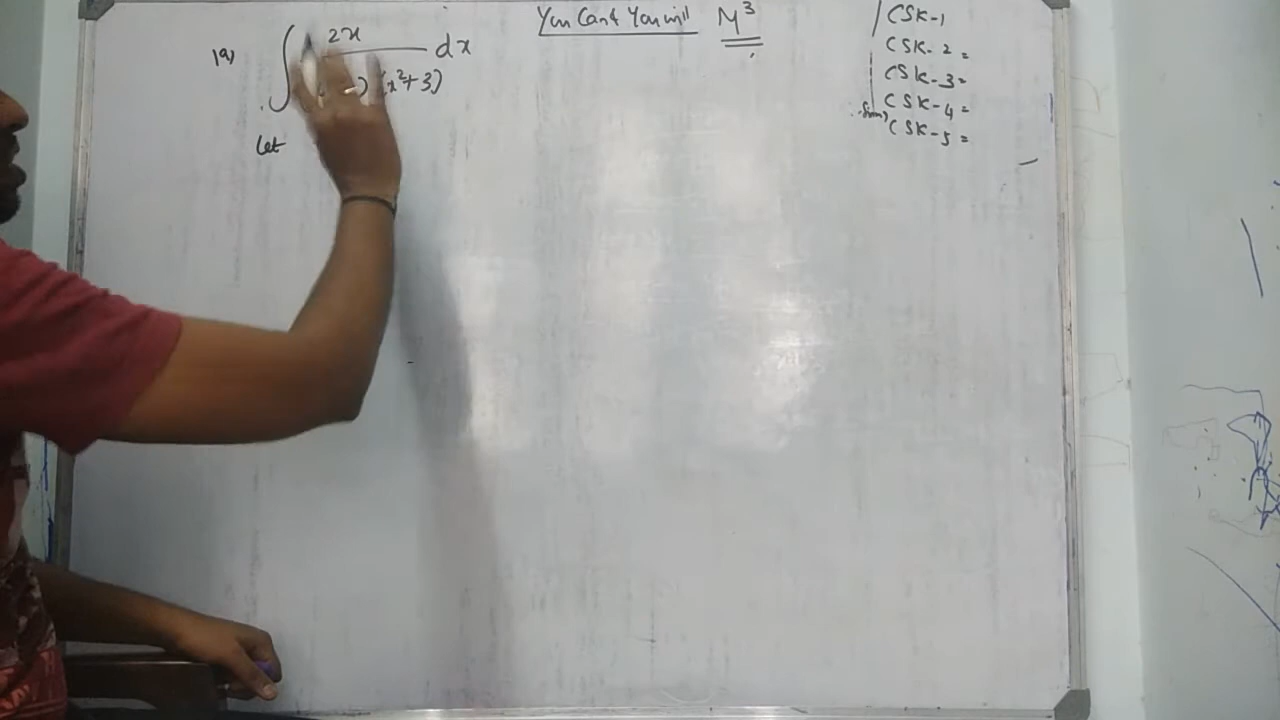 19) ∫ 2x
dx
(x²+3)
Let
You Can & You will M³
CSK-1
CSK-2 =
CSK-3=
CSK-4=
CSK-5=